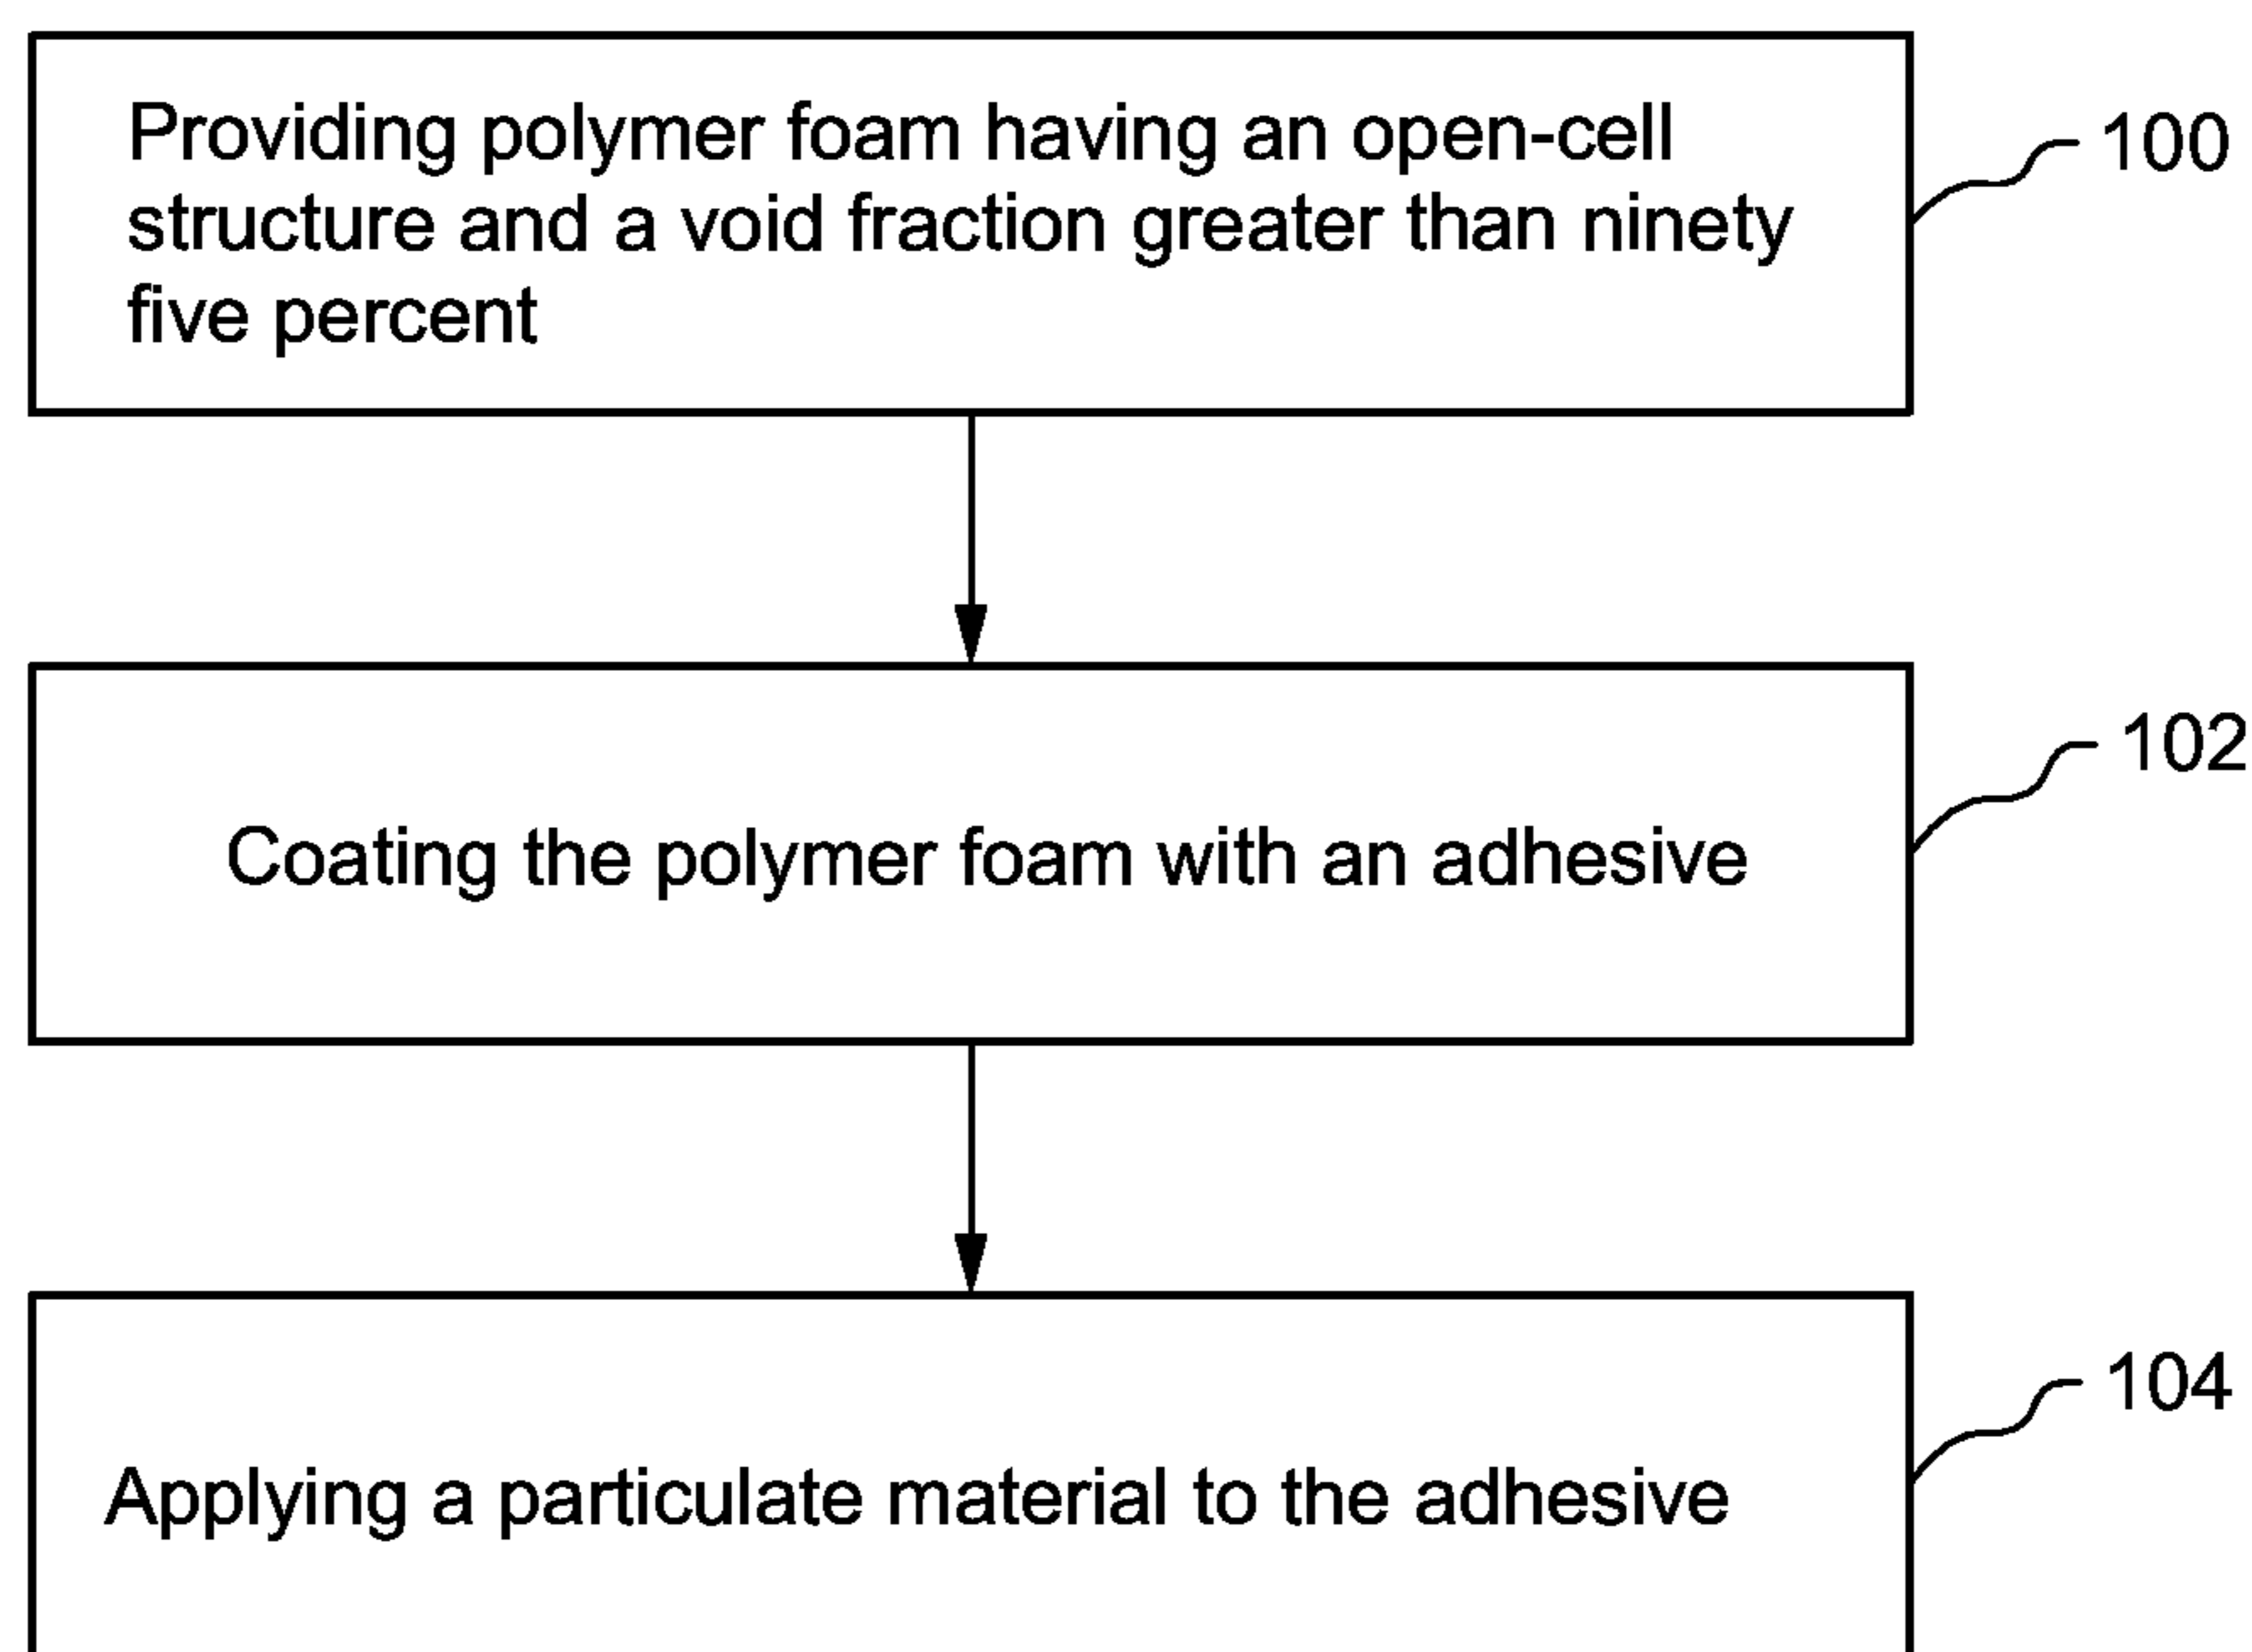 Providing polymer foam having an open-cell
structure and a void fraction greater than ninety
five percent
100
Coating the polymer foam with an adhesive
102
Applying a particulate material to the adhesive
104